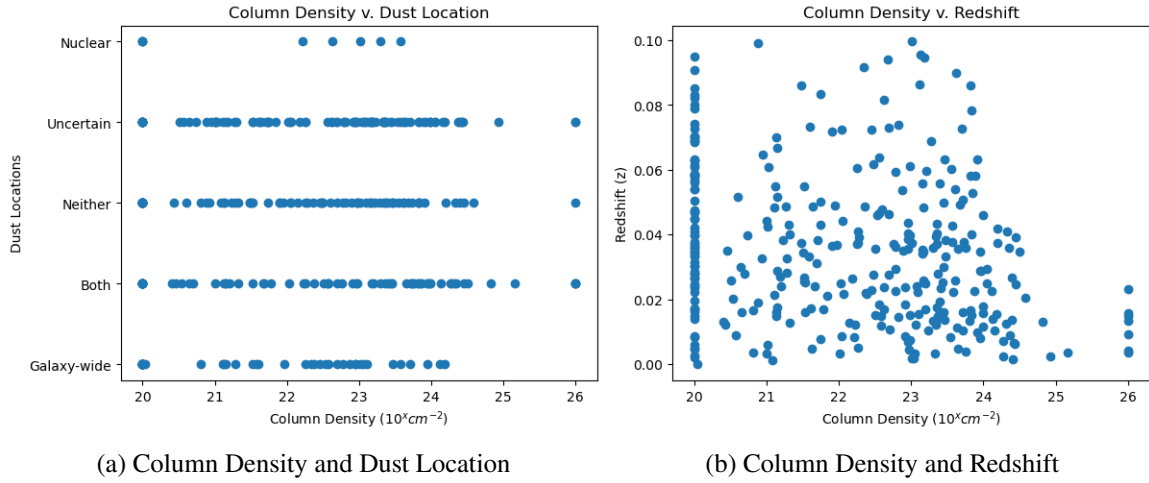 Column Density v. Dust Location
Nuclear
Uncertain
Neither
Both
Galaxy-wide
Dust Locations
20 21 22 23 24 25 26
Column Density (10^x cm^-2)
(a) Column Density and Dust Location
Column Density v. Redshift
0.10
0.08
0.06
0.04
0.02
0.00
Redshift (z)
20 21 22 23 24 25 26
Column Density (10^x cm^-2)
(b) Column Density and Redshift